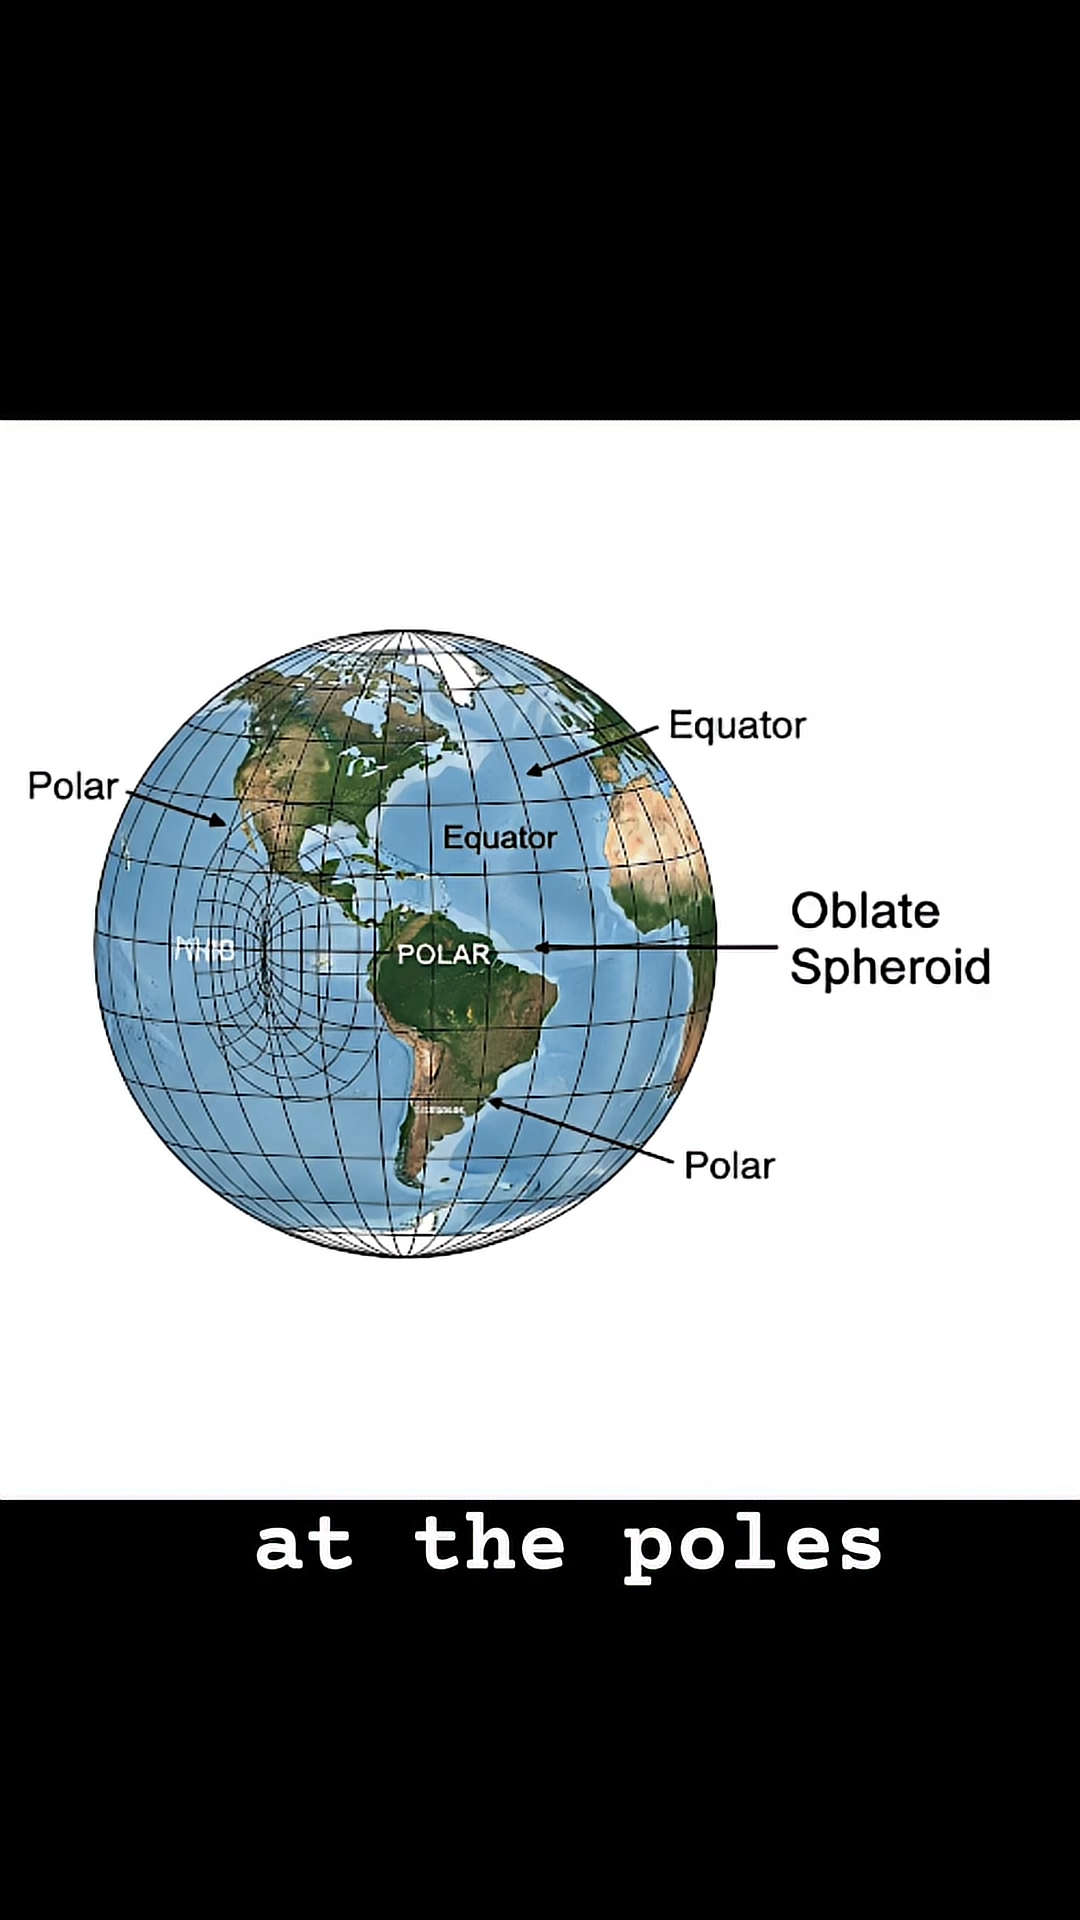 Equator
Polar
Equator
Oblate
Spheroid
POLAR
Polar
at the poles